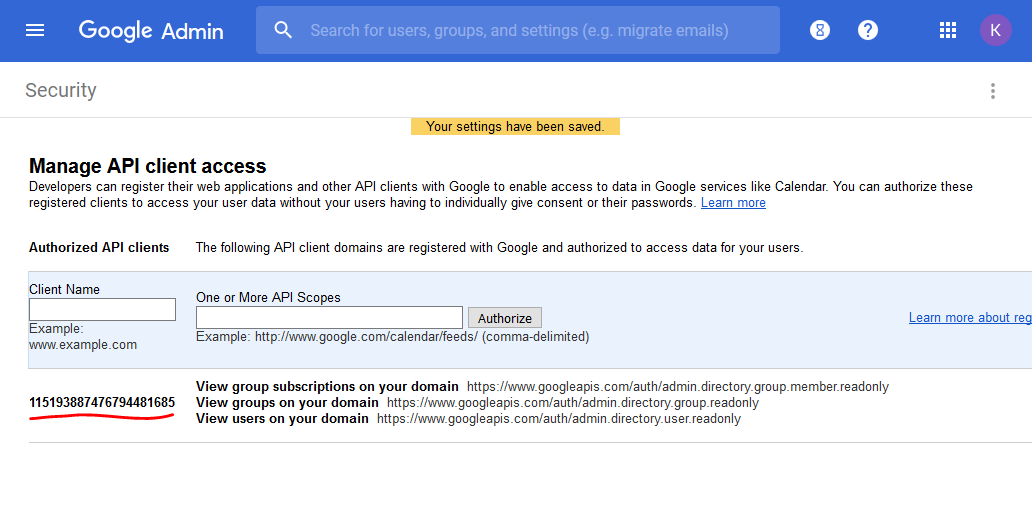 Google Admin
Search for users, groups, and settings (e.g. migrate emails)
K
Security
Your settings have been saved.
Manage API client access
Developers can register their web applications and other API clients with Google to enable access to data in Google services like Calendar. You can authorize these
registered clients to access your user data without your users having to individually give consent or their passwords. Learn more
Authorized API clients The following API client domains are registered with Google and authorized to access data for your users.
Client Name
One or More API Scopes
Authorize
Learn more about reg
Example:
www.example.com
Example: http://www.google.com/calendar/feeds/ (comma-delimited)
115193887476794481685
View group subscriptions on your domain https://www.googleapis.com/auth/admin.directory.group.member.readonly
View groups on your domain https://www.googleapis.com/auth/admin.directory.group.readonly
View users on your domain https://www.googleapis.com/auth/admin.directory.user.readonly